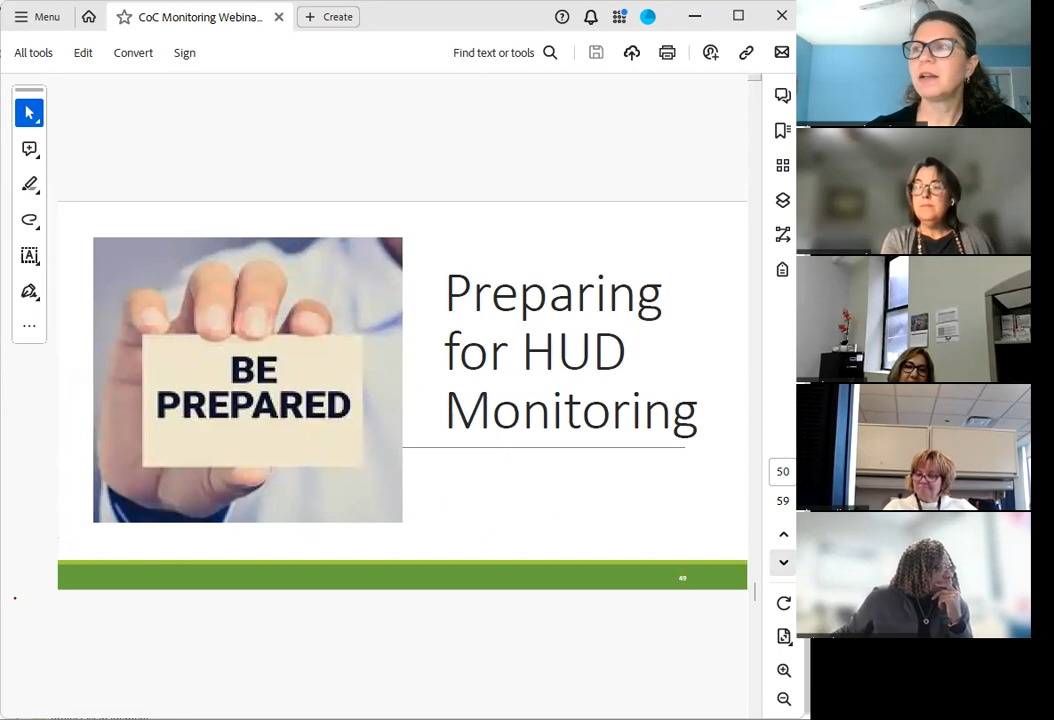 Menu
CoC Monitoring Webina...
Create
All tools
Edit
Convert
Sign
Find text or tools
BE
PREPARED
Preparing
for HUD
Monitoring
50
59
49